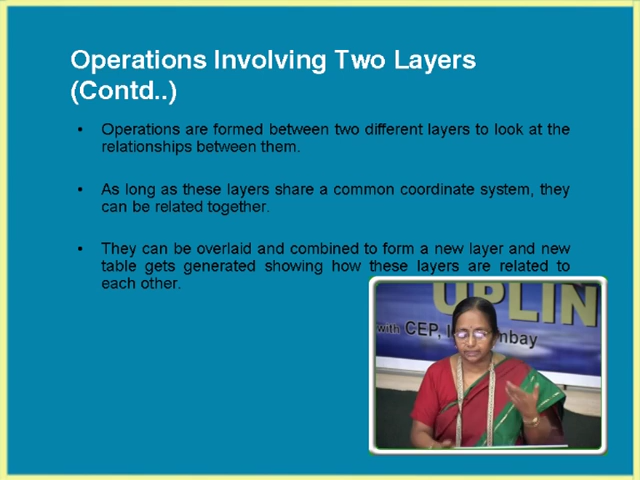 Operations Involving Two Layers
(Contd..)
• Operations are formed between two different layers to look at the
relationships between them.
• As long as these layers share a common coordinate system, they
can be related together.
• They can be overlaid and combined to form a new layer and new
table gets generated showing how these layers are related to
each other.
UPLIN
with CEP, I mbay